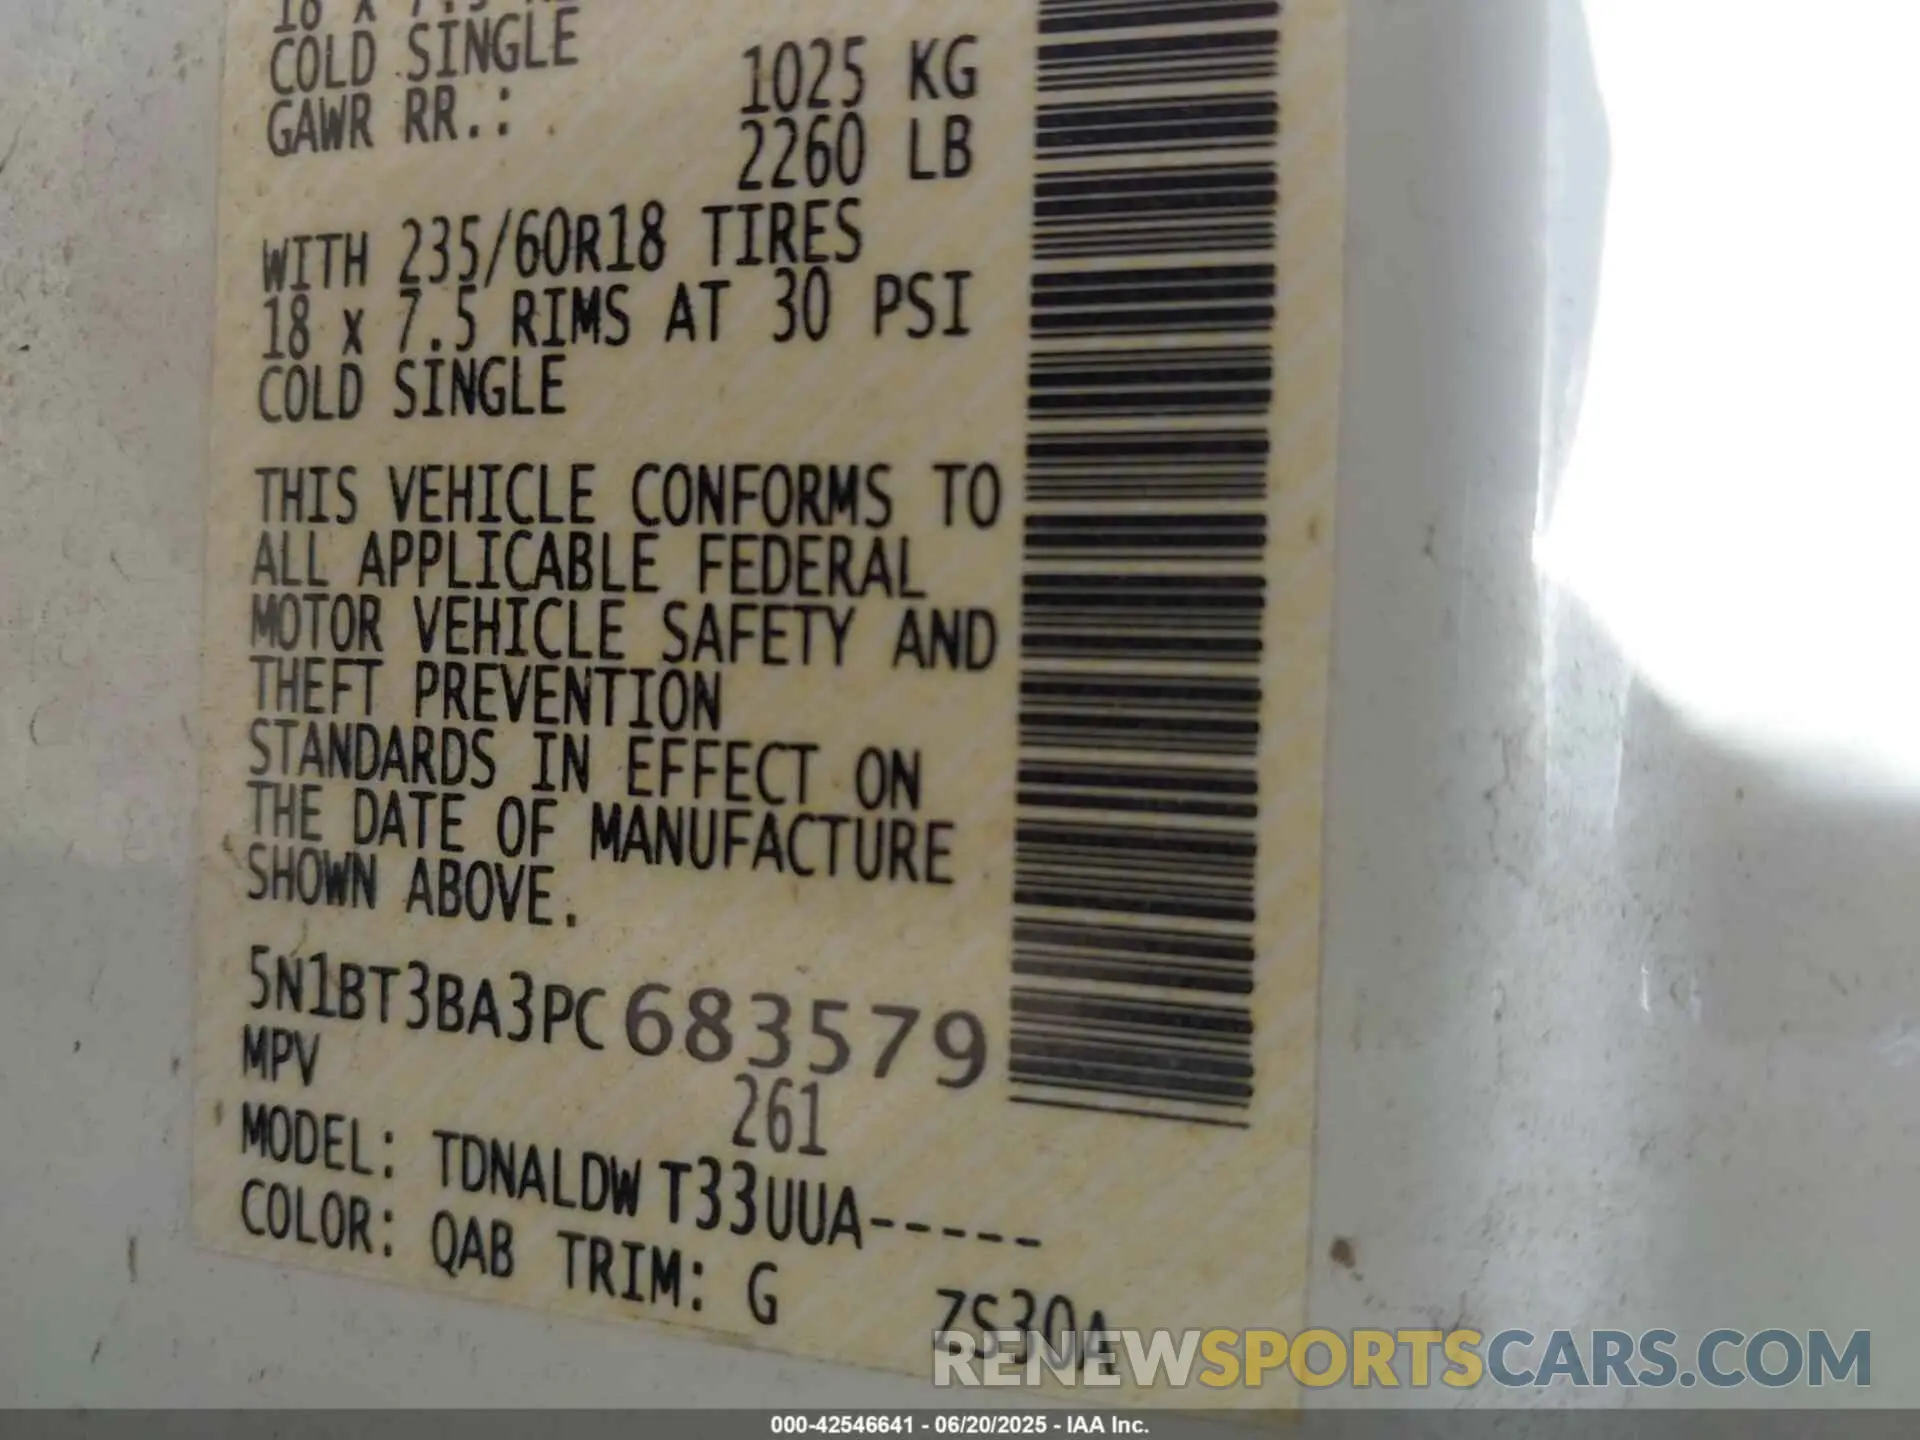 18 x 7.5
COLD SINGLE
GAWR RR.: 1025 KG
2260 LB
WITH 235/60R18 TIRES
18 x 7.5 RIMS AT 30 PSI
COLD SINGLE
THIS VEHICLE CONFORMS TO
ALL APPLICABLE FEDERAL
MOTOR VEHICLE SAFETY AND
THEFT PREVENTION
STANDARDS IN EFFECT ON
THE DATE OF MANUFACTURE
SHOWN ABOVE.
5N1BT3BA3PC683579
MPV 261
MODEL: TDNALDW T33UUA-----
COLOR: QAB TRIM: G ZS30A
RENEWSPORTSCARS.COM
000-42546641 - 06/20/2025 - IAA Inc.